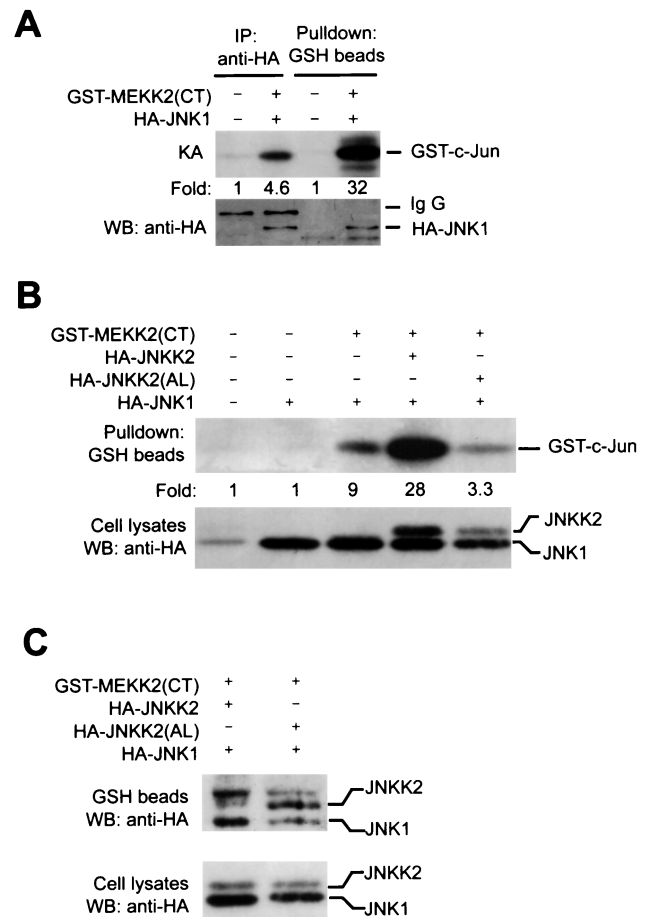 A
IP: Pulldown:
anti-HA GSH beads
GST-MEKK2(CT) – + – +
HA-JNK1 – + – +
KA GST-c-Jun
Fold: 1 4.6 1 32
Ig G
WB: anti-HA HA-JNK1
B
GST-MEKK2(CT) – – + + +
HA-JNKK2 – – – + –
HA-JNKK2(AL) – – – – +
HA-JNK1 – + + + +
Pulldown:
GSH beads GST-c-Jun
Fold: 1 1 9 28 3.3
Cell lysates JNKK2
WB: anti-HA JNK1
C
GST-MEKK2(CT) + +
HA-JNKK2 + –
HA-JNKK2(AL) – +
HA-JNK1 + +
GSH beads JNKK2
WB: anti-HA JNK1
Cell lysates JNKK2
WB: anti-HA JNK1